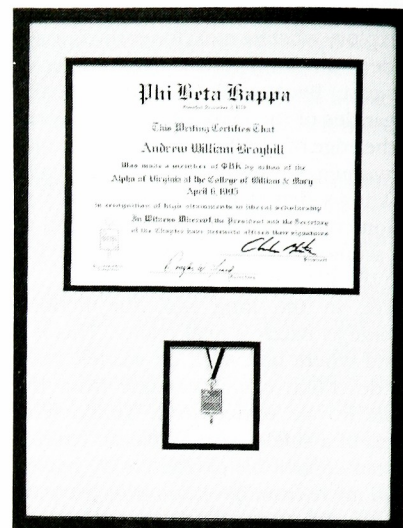 Phi Beta Kappa
This Writing Certifies That
Andrew William Broyhill
Was made a member of ΦBK by action of the
Alpha of Virginia at the College of William & Mary
April 6, 1995
in recognition of high attainments in liberal scholarship
In Witness Whereof the President and the Secretary
of the Chapter have hereunto affixed their signatures
President